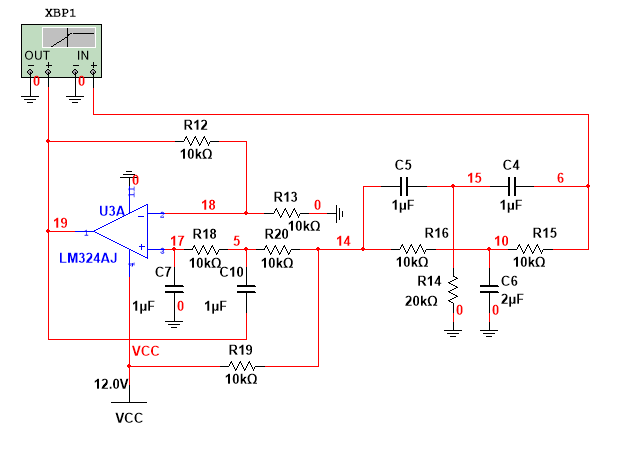 XBP1
OUT IN
0 0
R12
10kΩ
C5 C4
15 6
1µF 1µF
0
11
U3A
18
2
R13
0
10kΩ
19
1
LM324AJ
17
3
R18
10kΩ
5
R20
10kΩ
14
R16
10kΩ
10
R15
10kΩ
4
C7
1µF
0
C10
1µF
R14
20kΩ
0
C6
2µF
0
VCC
R19
10kΩ
12.0V
VCC